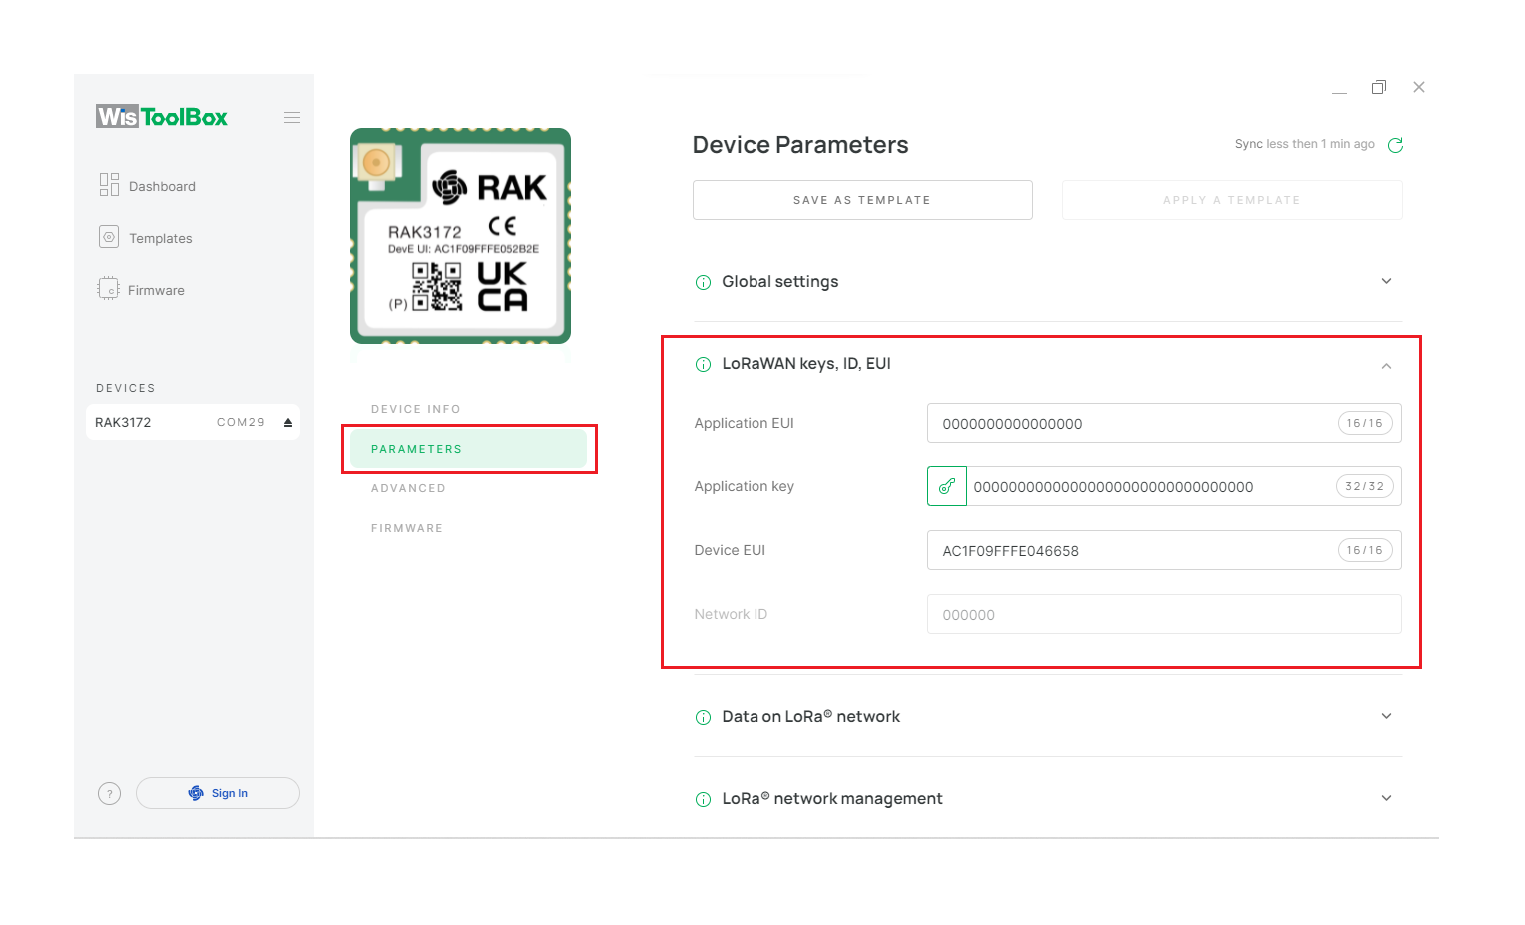 WisToolBox
Dashboard
Templates
Firmware
DEVICES
RAK3172 COM29
?
Sign In
RAK
RAK3172
DevE UI: AC1F09FFFE052B2E
CE
(P)
UK
CA
DEVICE INFO
PARAMETERS
ADVANCED
FIRMWARE
Device Parameters
Sync less then 1 min ago
SAVE AS TEMPLATE
APPLY A TEMPLATE
Global settings
LoRaWAN keys, ID, EUI
Application EUI 0000000000000000 16/16
Application key 00000000000000000000000000000000 32/32
Device EUI AC1F09FFFE046658 16/16
Network ID 000000
Data on LoRa® network
LoRa® network management